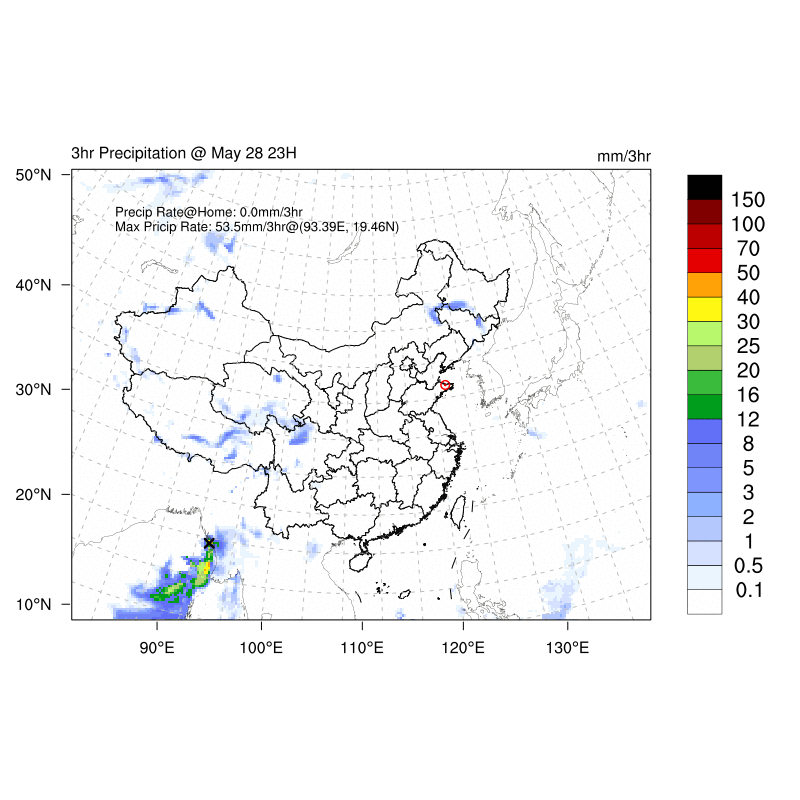 3hr Precipitation @ May 28 23H
mm/3hr
Precip Rate@Home: 0.0mm/3hr
Max Pricip Rate: 53.5mm/3hr@(93.39E, 19.46N)
50°N
40°N
30°N
20°N
10°N
90°E
100°E
110°E
120°E
130°E
150
100
70
50
40
30
25
20
16
12
8
5
3
2
1
0.5
0.1